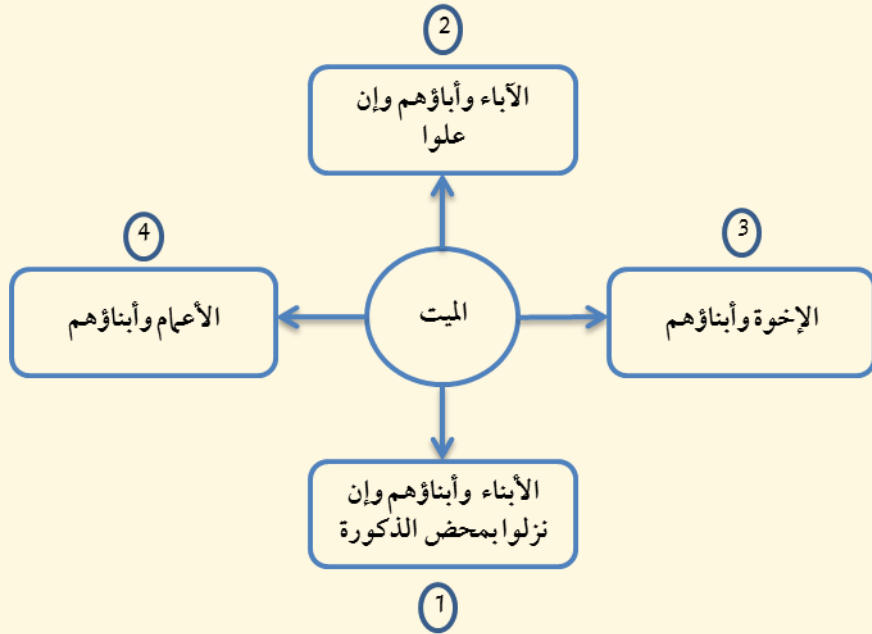 2
الآباء وأباؤهم وإن
علوا
3
4
الإخوة وأبناؤهم
الميت
الأعمام وأبناؤهم
الأبناء وأبناؤهم وإن
نزلوا بمحض الذكورة
1